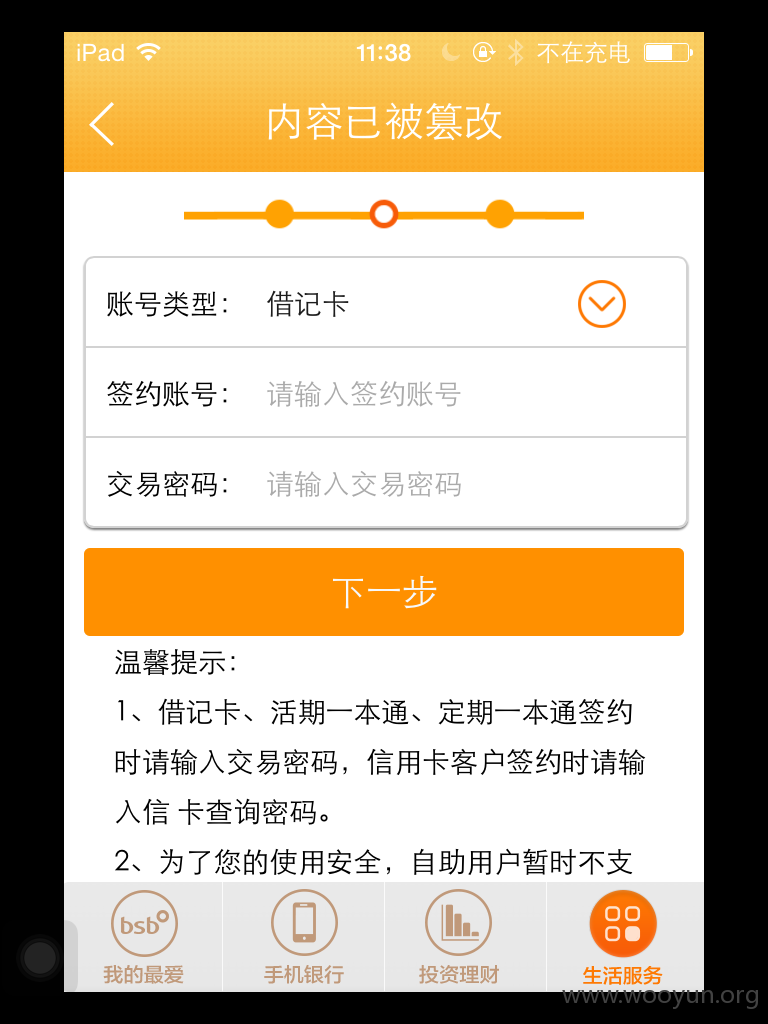 iPad 11:38 不在充电
内容已被篡改
账号类型： 借记卡
签约账号： 请输入签约账号
交易密码： 请输入交易密码
下一步
温馨提示：
1、借记卡、活期一本通、定期一本通签约
时请输入交易密码，信用卡客户签约时请输
入信 卡查询密码。
2、为了您的使用安全，自助用户暂时不支
bsb
我的最爱 手机银行 投资理财 生活服务
www.wooyun.org